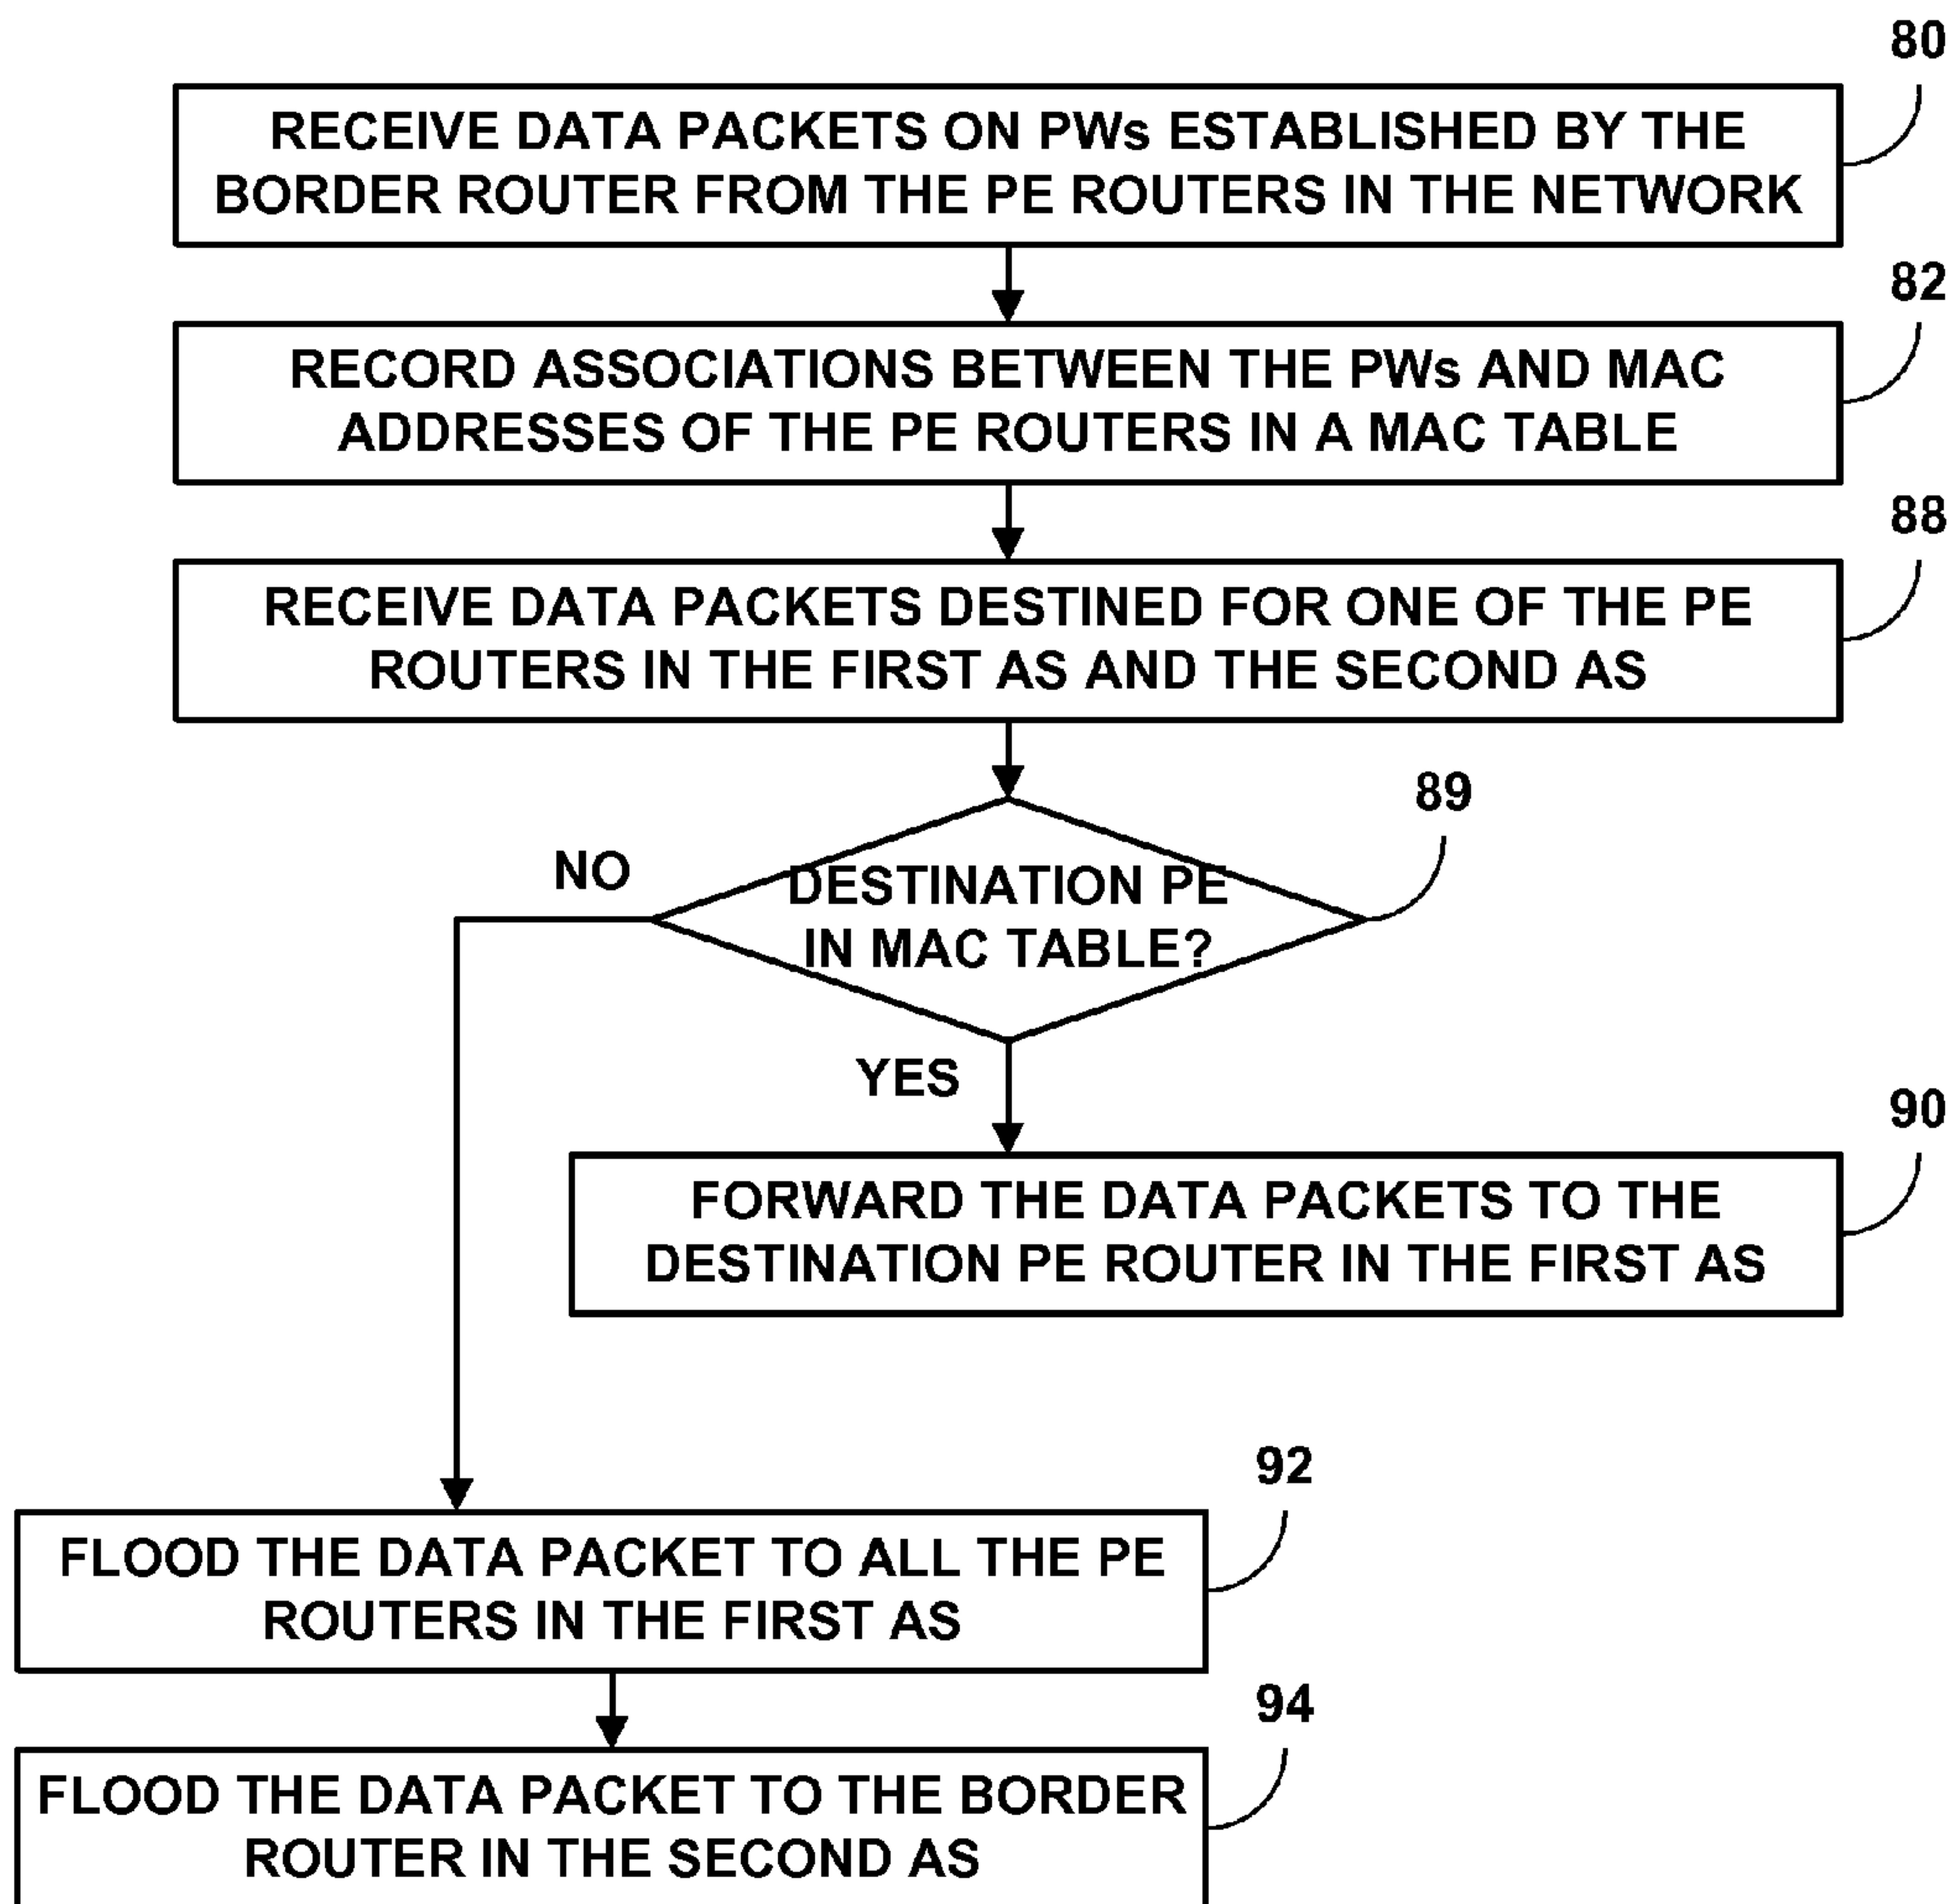 80
RECEIVE DATA PACKETS ON PWs ESTABLISHED BY THE
BORDER ROUTER FROM THE PE ROUTERS IN THE NETWORK
82
RECORD ASSOCIATIONS BETWEEN THE PWs AND MAC
ADDRESSES OF THE PE ROUTERS IN A MAC TABLE
88
RECEIVE DATA PACKETS DESTINED FOR ONE OF THE PE
ROUTERS IN THE FIRST AS AND THE SECOND AS
89
NO
DESTINATION PE
IN MAC TABLE?
YES
90
FORWARD THE DATA PACKETS TO THE
DESTINATION PE ROUTER IN THE FIRST AS
92
FLOOD THE DATA PACKET TO ALL THE PE
ROUTERS IN THE FIRST AS
94
FLOOD THE DATA PACKET TO THE BORDER
ROUTER IN THE SECOND AS